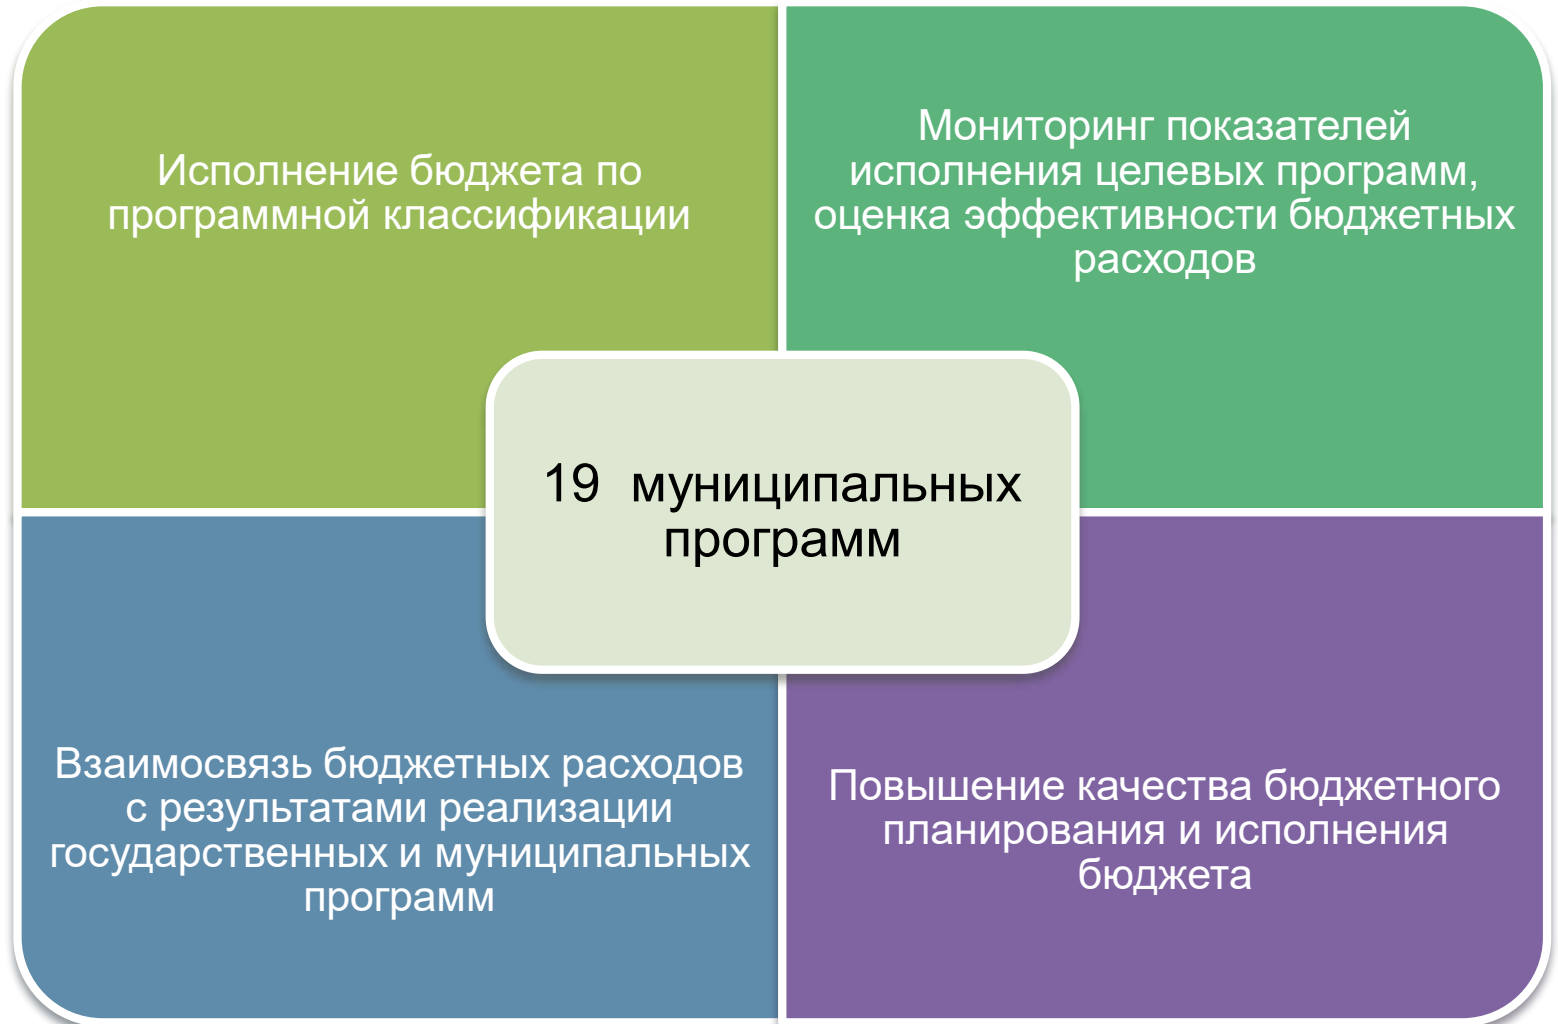 Исполнение бюджета по
программной классификации
Мониторинг показателей
исполнения целевых программ,
оценка эффективности бюджетных
расходов
19 муниципальных
программ
Взаимосвязь бюджетных расходов
с результатами реализации
государственных и муниципальных
программ
Повышение качества бюджетного
планирования и исполнения
бюджета